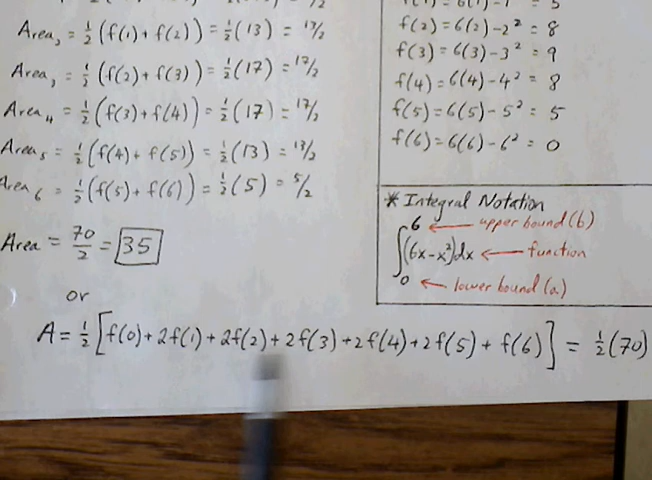 Area₂ = ½ (f(1) + f(2)) = ½ (13) = 13/2
Area₃ = ½ (f(2) + f(3)) = ½ (17) = 17/2
Area₄ = ½ (f(3) + f(4)) = ½ (17) = 17/2
Area₅ = ½ (f(4) + f(5)) = ½ (13) = 13/2
Area₆ = ½ (f(5) + f(6)) = ½ (5) = 5/2
Area = 70/2 = 35
or
A = ½ [f(0) + 2f(1) + 2f(2) + 2f(3) + 2f(4) + 2f(5) + f(6)] = ½ (70)
f(2) = 6(2) - 2² = 8
f(3) = 6(3) - 3² = 9
f(4) = 6(4) - 4² = 8
f(5) = 6(5) - 5² = 5
f(6) = 6(6) - 6² = 0
* Integral Notation
6 ← upper bound (b)
∫(6x - x²)dx ← function
0 ← lower bound (a)